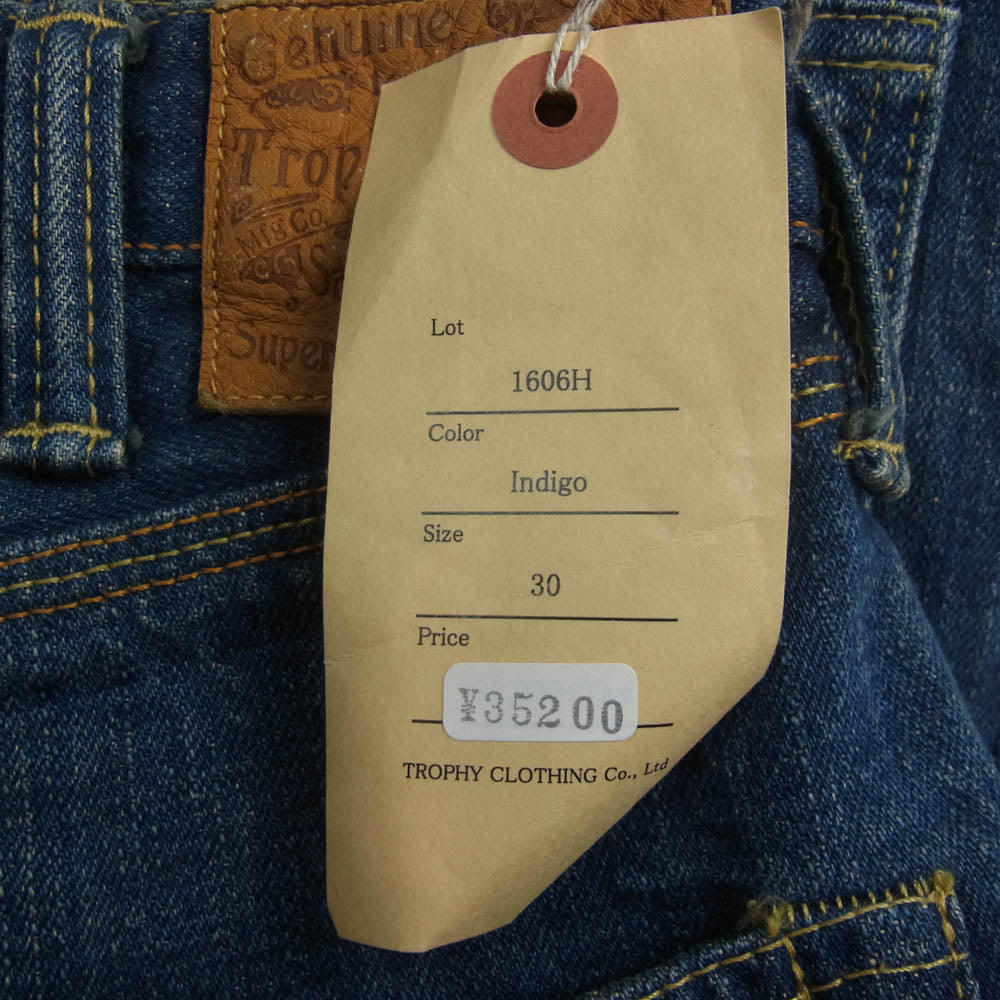 Genuine
Trop
Mfg.Co.
Super
Lot
1606H
Color
Indigo
Size
30
Price
¥35200
TROPHY CLOTHING Co., Ltd